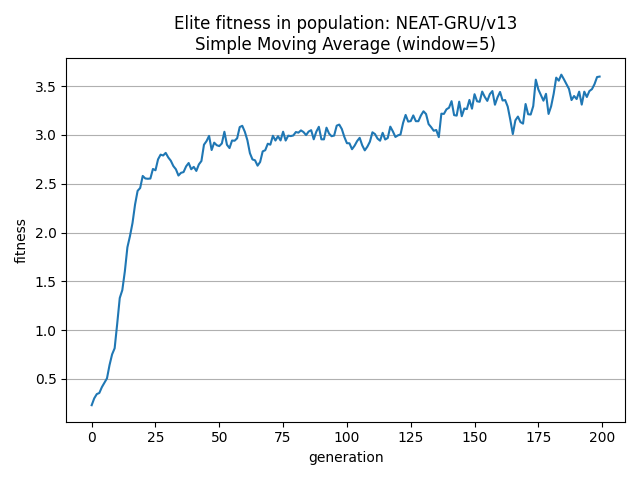 Elite fitness in population: NEAT-GRU/v13
Simple Moving Average (window=5)
fitness
3.5
3.0
2.5
2.0
1.5
1.0
0.5
0 25 50 75 100 125 150 175 200
generation